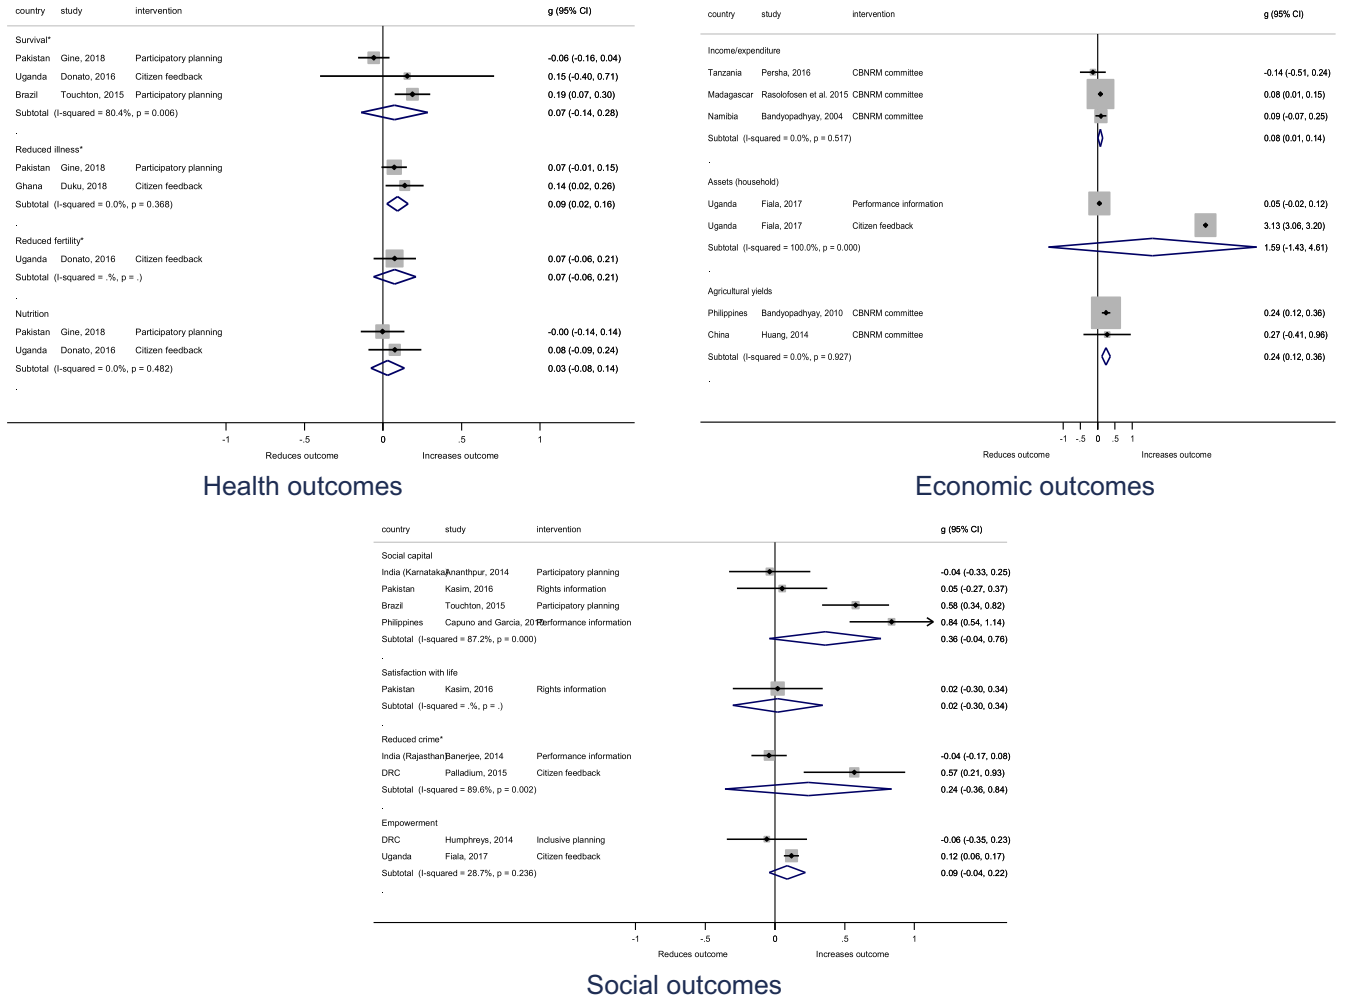 country study intervention g (95% CI)
Survival*
Pakistan Gine, 2018 Participatory planning -0.06 (-0.16, 0.04)
Uganda Donato, 2016 Citizen feedback 0.15 (-0.40, 0.71)
Brazil Touchton, 2015 Participatory planning 0.19 (0.07, 0.30)
Subtotal (I-squared = 80.4%, p = 0.006) 0.07 (-0.14, 0.28)
.
Reduced illness*
Pakistan Gine, 2018 Participatory planning 0.07 (-0.01, 0.15)
Ghana Duku, 2018 Citizen feedback 0.14 (0.02, 0.26)
Subtotal (I-squared = 0.0%, p = 0.368) 0.09 (0.02, 0.16)
.
Reduced fertility*
Uganda Donato, 2016 Citizen feedback 0.07 (-0.06, 0.21)
Subtotal (I-squared = .%, p = .) 0.07 (-0.06, 0.21)
.
Nutrition
Pakistan Gine, 2018 Participatory planning -0.00 (-0.14, 0.14)
Uganda Donato, 2016 Citizen feedback 0.08 (-0.09, 0.24)
Subtotal (I-squared = 0.0%, p = 0.482) 0.03 (-0.08, 0.14)
.
-1 -.5 0 .5 1
Reduces outcome Increases outcome
Health outcomes
country study intervention g (95% CI)
Income/expenditure
Tanzania Persha, 2016 CBNRM committee -0.14 (-0.51, 0.24)
Madagascar Rasolofosen et al. 2015 CBNRM committee 0.08 (0.01, 0.15)
Namibia Bandyopadhyay, 2004 CBNRM committee 0.09 (-0.07, 0.25)
Subtotal (I-squared = 0.0%, p = 0.517) 0.08 (0.01, 0.14)
.
Assets (household)
Uganda Fiala, 2017 Performance information 0.05 (-0.02, 0.12)
Uganda Fiala, 2017 Citizen feedback 3.13 (3.06, 3.20)
Subtotal (I-squared = 100.0%, p = 0.000) 1.59 (-1.43, 4.61)
.
Agricultural yields
Philippines Bandyopadhyay, 2010 CBNRM committee 0.24 (0.12, 0.36)
China Huang, 2014 CBNRM committee 0.27 (-0.41, 0.96)
Subtotal (I-squared = 0.0%, p = 0.927) 0.24 (0.12, 0.36)
.
-1 -.5 0 .5 1
Reduces outcome Increases outcome
Economic outcomes
country study intervention g (95% CI)
Social capital
India (Karnataka) Ananthpur, 2014 Participatory planning -0.04 (-0.33, 0.25)
Pakistan Kasim, 2016 Rights information 0.05 (-0.27, 0.37)
Brazil Touchton, 2015 Participatory planning 0.58 (0.34, 0.82)
Philippines Capuno and Garcia, Performance information 0.84 (0.54, 1.14)
Subtotal (I-squared = 87.2%, p = 0.000) 0.36 (-0.04, 0.76)
.
Satisfaction with life
Pakistan Kasim, 2016 Rights information 0.02 (-0.30, 0.34)
Subtotal (I-squared = .%, p = .) 0.02 (-0.30, 0.34)
.
Reduced crime*
India (Rajasthan) Banerjee, 2014 Performance information -0.04 (-0.17, 0.08)
DRC Palladium, 2015 Citizen feedback 0.57 (0.21, 0.93)
Subtotal (I-squared = 89.6%, p = 0.002) 0.24 (-0.36, 0.84)
.
Empowerment
DRC Humphreys, 2014 Inclusive planning -0.06 (-0.35, 0.23)
Uganda Fiala, 2017 Citizen feedback 0.12 (0.06, 0.17)
Subtotal (I-squared = 28.7%, p = 0.236) 0.09 (-0.04, 0.22)
.
-1 -.5 0 .5 1
Reduces outcome Increases outcome
Social outcomes